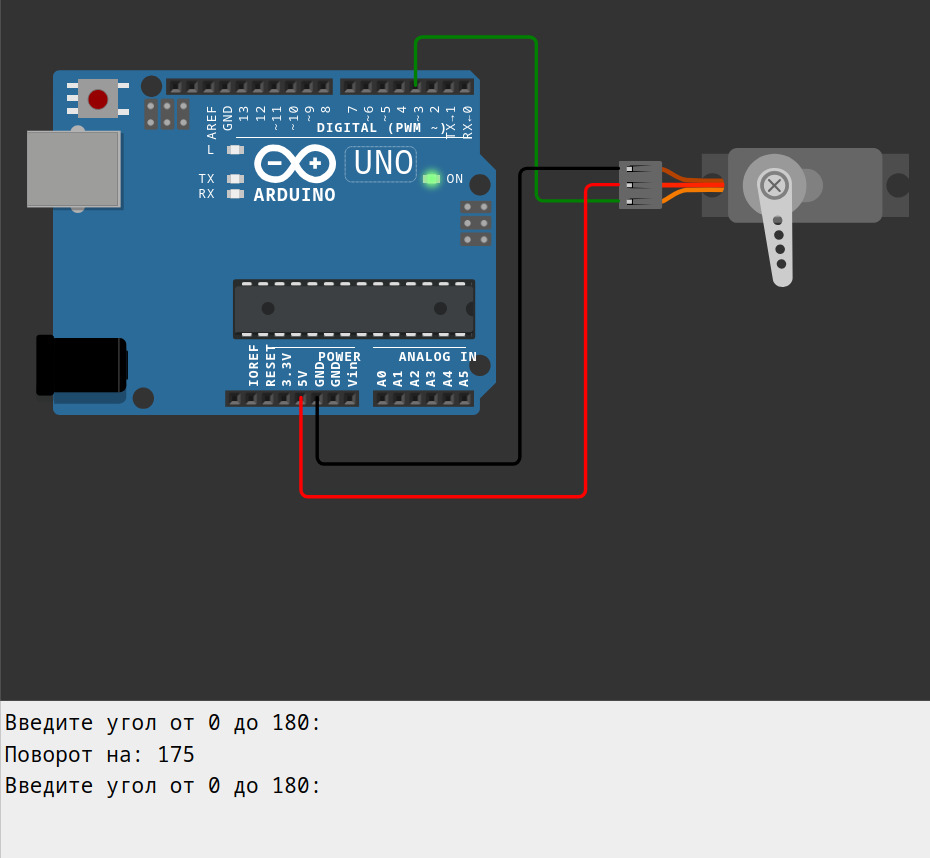 AREF
GND
13
12
~11
~10
~9
8
7
~6
~5
4
~3
2
TX→1
RX←0
DIGITAL (PWM ~)
L
TX
RX
ARDUINO
UNO
ON
IOREF
RESET
3.3V
5V
GND
GND
Vin
POWER
ANALOG IN
A0
A1
A2
A3
A4
A5
Введите угол от 0 до 180:
Поворот на: 175
Введите угол от 0 до 180: